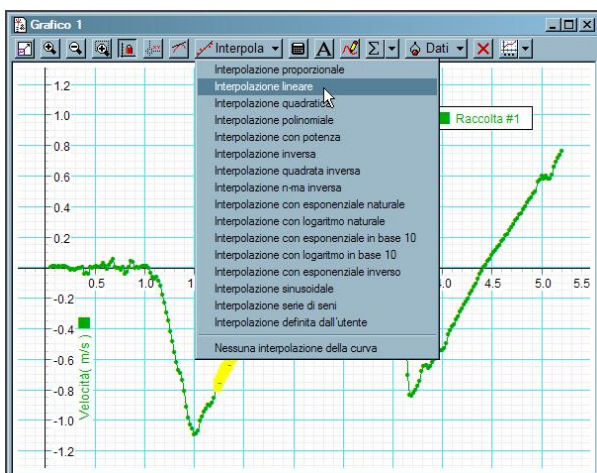 Grafico 1
Interpola
A
Σ
Dati
Interpolazione proporzionale
Interpolazione lineare
Interpolazione quadratica
Interpolazione polinomiale
Interpolazione con potenza
Interpolazione inversa
Interpolazione quadrata inversa
Interpolazione n-ma inversa
Interpolazione con esponenziale naturale
Interpolazione con logaritmo naturale
Interpolazione con esponenziale in base 10
Interpolazione con logaritmo in base 10
Interpolazione con esponenziale inverso
Interpolazione sinusoidale
Interpolazione serie di seni
Interpolazione definita dall'utente
Nessuna interpolazione della curva
Raccolta #1
1.2
1.0
0.8
0.6
0.4
0.2
-0.2
-0.4
-0.6
-0.8
-1.0
-1.2
0.5 1.0 4.5 5.0 5.5
Velocità( m/s )